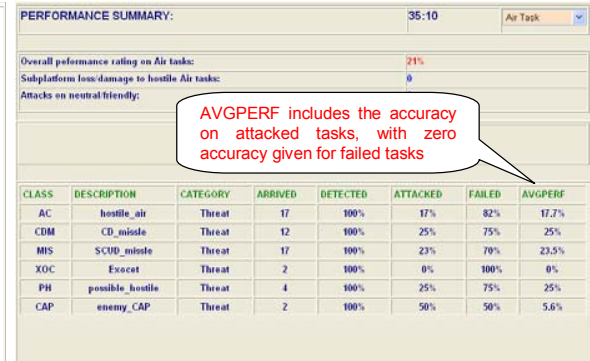 PERFORMANCE SUMMARY: 35:10 Air Task
Overall peformance rating on Air tasks: 21%
Subplatform loss/damage to hostile Air tasks: 0
Attacks on neutral/friendly:
AVGPERF includes the accuracy
on attacked tasks, with zero
accuracy given for failed tasks
CLASS DESCRIPTION CATEGORY ARRIVED DETECTED ATTACKED FAILED AVGPERF
AC hostile_air Threat 17 100% 17% 82% 17.7%
CDM CD_missle Threat 12 100% 25% 75% 25%
MIS SCUD_missle Threat 17 100% 23% 70% 23.5%
XOC Exocet Threat 2 100% 0% 100% 0%
PH possible_hostile Threat 4 100% 25% 75% 25%
CAP enemy_CAP Threat 2 100% 50% 50% 5.6%